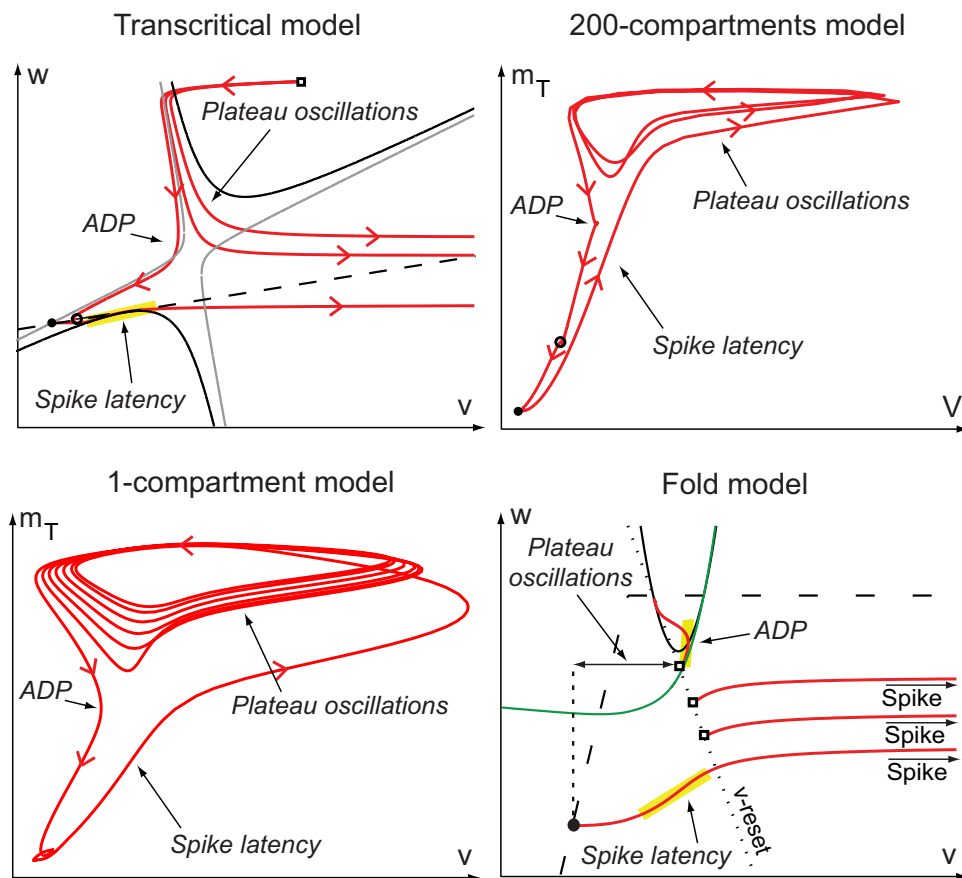 Transcritical model
w
Plateau oscillations
ADP
Spike latency
v
200-compartments model
m_T
Plateau oscillations
ADP
Spike latency
V
1-compartment model
m_T
ADP
Plateau oscillations
Spike latency
v
Fold model
w
Plateau
oscillations
ADP
Spike
Spike
Spike
v-reset
Spike latency
v